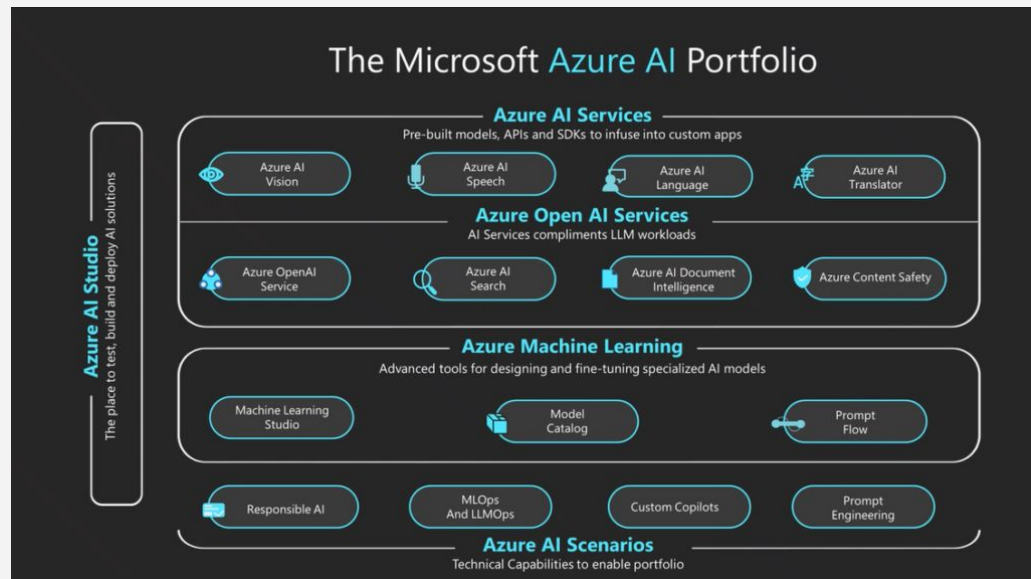 The Microsoft Azure AI Portfolio
Azure AI Studio
The place to test, build and deploy AI solutions
Azure AI Services
Pre-built models, APIs and SDKs to infuse into custom apps
Azure AI
Vision
Azure AI
Speech
Azure AI
Language
Azure AI
Translator
Azure Open AI Services
AI Services compliments LLM workloads
Azure OpenAI
Service
Azure AI
Search
Azure AI Document
Intelligence
Azure Content Safety
Azure Machine Learning
Advanced tools for designing and fine-tuning specialized AI models
Machine Learning
Studio
Model
Catalog
Prompt
Flow
Responsible AI
MLOps
And LLMOps
Custom Copilots
Prompt
Engineering
Azure AI Scenarios
Technical Capabilities to enable portfolio